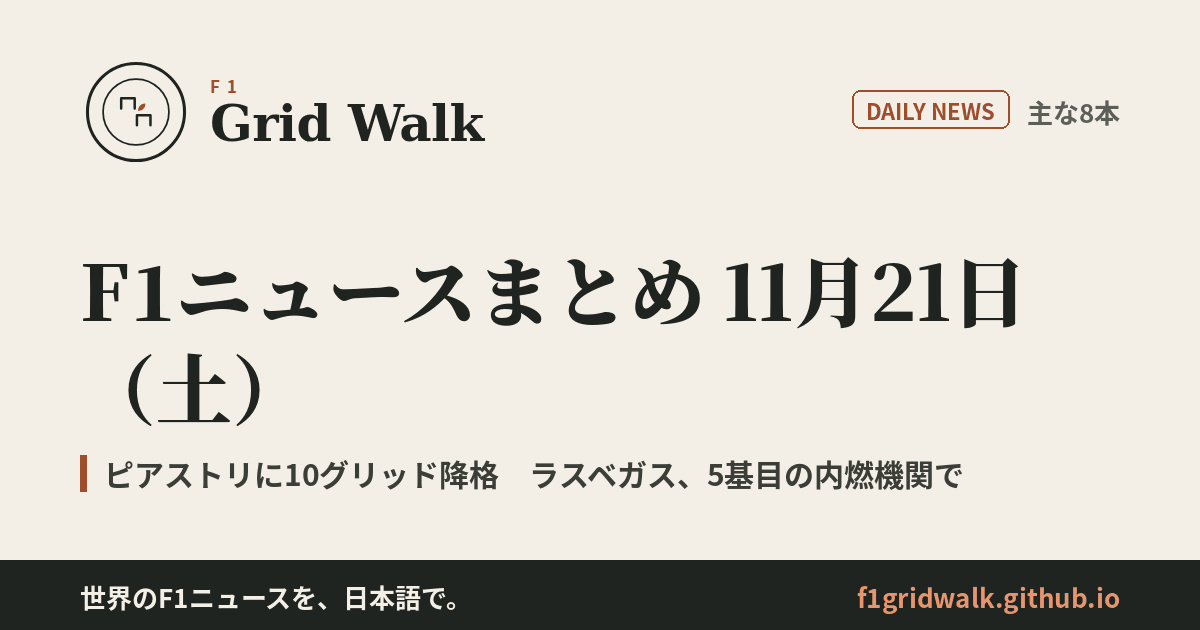 F1
Grid Walk
DAILY NEWS 主な8本
F1ニュースまとめ 11月21日
（土）
ピアストリに10グリッド降格　ラスベガス、5基目の内燃機関で
世界のF1ニュースを、日本語で。
f1gridwalk.github.io